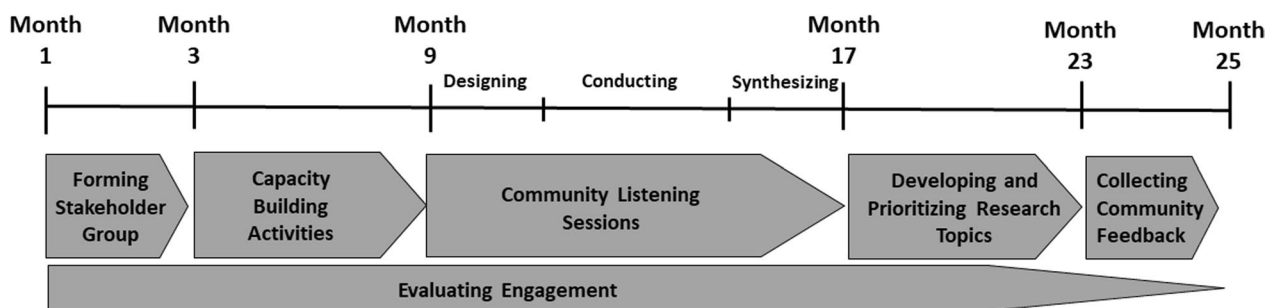 Month Month Month Month Month Month
1 3 9 17 23 25
Designing Conducting Synthesizing
Forming
Stakeholder
Group
Capacity
Building
Activities
Community Listening
Sessions
Developing and
Prioritizing Research
Topics
Collecting
Community
Feedback
Evaluating Engagement